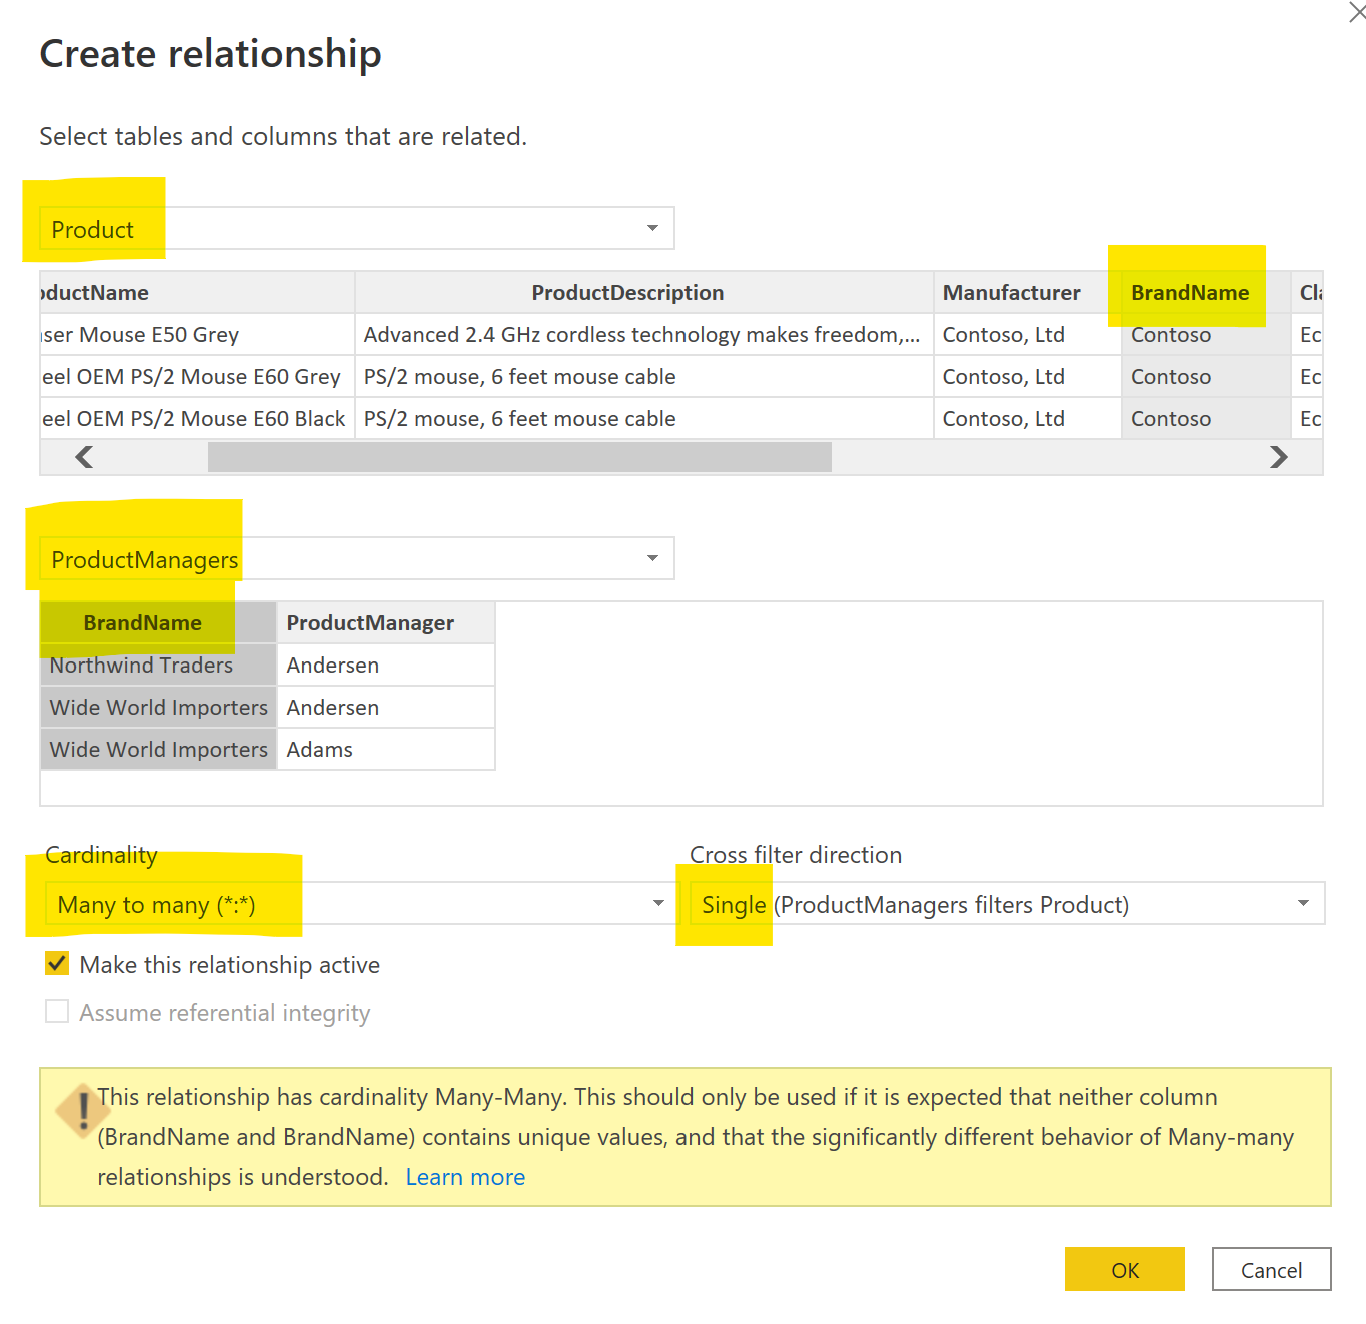 Create relationship
Select tables and columns that are related.
Product
oductName ProductDescription Manufacturer BrandName Cla
ser Mouse E50 Grey Advanced 2.4 GHz cordless technology makes freedom,... Contoso, Ltd Contoso Ec
eel OEM PS/2 Mouse E60 Grey PS/2 mouse, 6 feet mouse cable Contoso, Ltd Contoso Ec
eel OEM PS/2 Mouse E60 Black PS/2 mouse, 6 feet mouse cable Contoso, Ltd Contoso Ec
ProductManagers
BrandName ProductManager
Northwind Traders Andersen
Wide World Importers Andersen
Wide World Importers Adams
Cardinality Cross filter direction
Many to many (*:*) Single (ProductManagers filters Product)
Make this relationship active
Assume referential integrity
This relationship has cardinality Many-Many. This should only be used if it is expected that neither column
(BrandName and BrandName) contains unique values, and that the significantly different behavior of Many-many
relationships is understood. Learn more
OK Cancel